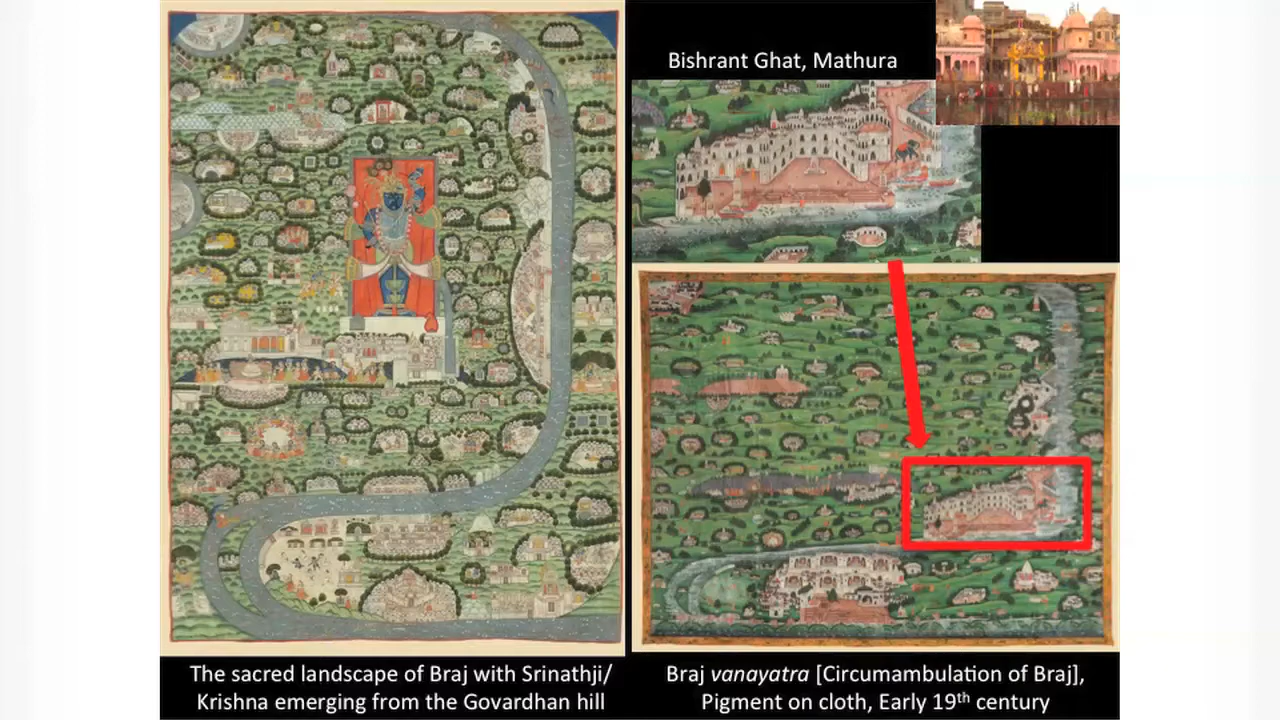 Bishrant Ghat, Mathura
The sacred landscape of Braj with Srinathji/
Krishna emerging from the Govardhan hill
Braj vanayatra [Circumambulation of Braj],
Pigment on cloth, Early 19th century